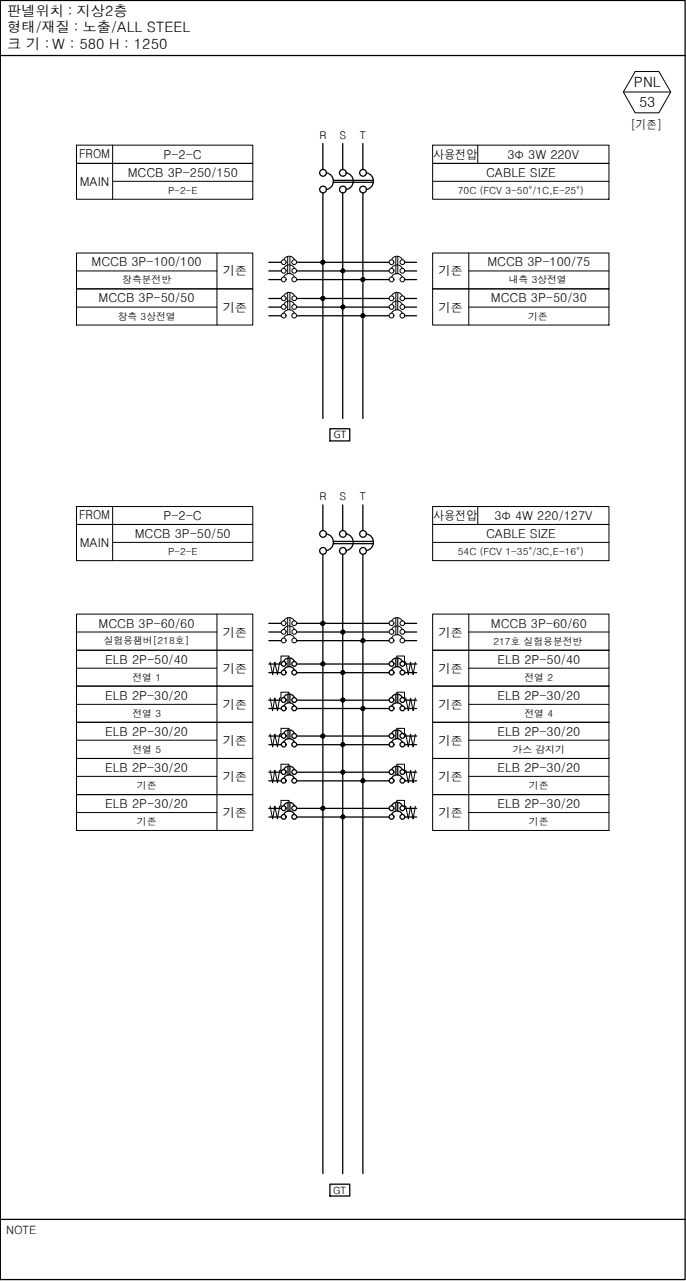 판넬위치 : 지상2층
형태/재질 : 노출/ALL STEEL
크 기 : W : 580 H : 1250
PNL
53
[기존]
R S T
FROM P-2-C
MAIN MCCB 3P-250/150
P-2-E
사용전압 3Φ 3W 220V
CABLE SIZE
70C (FCV 3-50°/1C,E-25°)
MCCB 3P-100/100 기존
창측분전반
MCCB 3P-50/50 기존
창측 3상전열
기존 MCCB 3P-100/75
내측 3상전열
기존 MCCB 3P-50/30
기존
GT
R S T
FROM P-2-C
MAIN MCCB 3P-50/50
P-2-E
사용전압 3Φ 4W 220/127V
CABLE SIZE
54C (FCV 1-35°/3C,E-16°)
MCCB 3P-60/60 기존
실험용챔버[218호]
ELB 2P-50/40 기존
전열 1
ELB 2P-30/20 기존
전열 3
ELB 2P-30/20 기존
전열 5
ELB 2P-30/20 기존
기존
ELB 2P-30/20 기존
기존
기존 MCCB 3P-60/60
217호 실험용분전반
기존 ELB 2P-50/40
전열 2
기존 ELB 2P-30/20
전열 4
기존 ELB 2P-30/20
가스 감지기
기존 ELB 2P-30/20
기존
기존 ELB 2P-30/20
기존
GT
NOTE